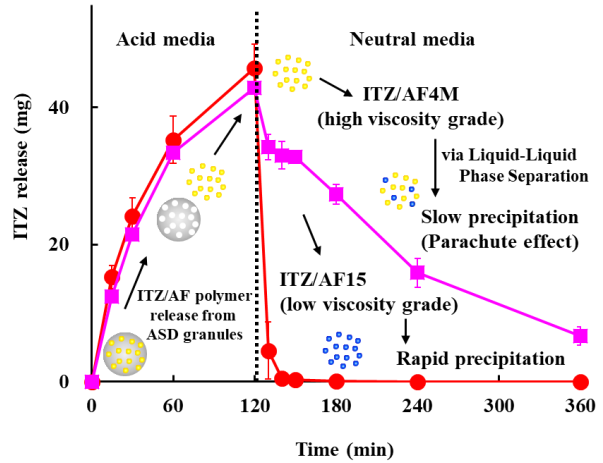 Acid media
Neutral media
ITZ release (mg)
40
20
0
ITZ/AF4M
(high viscosity grade)
via Liquid-Liquid
Phase Separation
Slow precipitation
(Parachute effect)
ITZ/AF polymer
release from
ASD granules
ITZ/AF15
(low viscosity grade)
Rapid precipitation
0
60
120
180
240
300
360
Time (min)